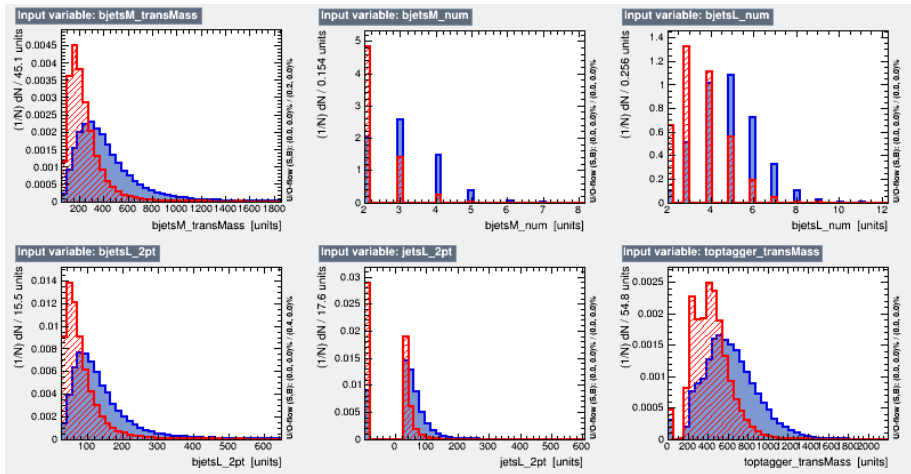 Input variable: bjetsM_transMass
(1/N) dN / 45.1 units
0.0045
0.004
0.0035
0.003
0.0025
0.002
0.0015
0.001
0.0005
0
200 400 600 800 1000 1200 1400 1600 1800
bjetsM_transMass [units]
U/O-flow (S,B): (0.0, 0.0)% / (0.2, 0.0)%
Input variable: bjetsM_num
(1/N) dN / 0.154 units
5
4
3
2
1
0
2 3 4 5 6 7 8
bjetsM_num [units]
U/O-flow (S,B): (0.0, 0.0)% / (0.0, 0.0)%
Input variable: bjetsL_num
(1/N) dN / 0.256 units
1.4
1.2
1
0.8
0.6
0.4
0.2
0
2 4 6 8 10 12
bjetsL_num [units]
U/O-flow (S,B): (0.0, 0.0)% / (0.0, 0.0)%
Input variable: bjetsL_2pt
(1/N) dN / 15.5 units
0.014
0.012
0.01
0.008
0.006
0.004
0.002
0
100 200 300 400 500 600
bjetsL_2pt [units]
U/O-flow (S,B): (0.0, 0.0)% / (0.4, 0.0)%
Input variable: jetsL_2pt
(1/N) dN / 17.6 units
0.03
0.025
0.02
0.015
0.01
0.005
0
0 100 200 300 400 500 600
jetsL_2pt [units]
U/O-flow (S,B): (0.0, 0.0)% / (0.0, 0.0)%
Input variable: toptagger_transMass
(1/N) dN / 54.8 units
0.0025
0.002
0.0015
0.001
0.0005
0
0 200 400 600 800 1000 1200 1400 1600 1800 2000
toptagger_transMass [units]
U/O-flow (S,B): (0.0, 0.0)% / (0.0, 0.0)%